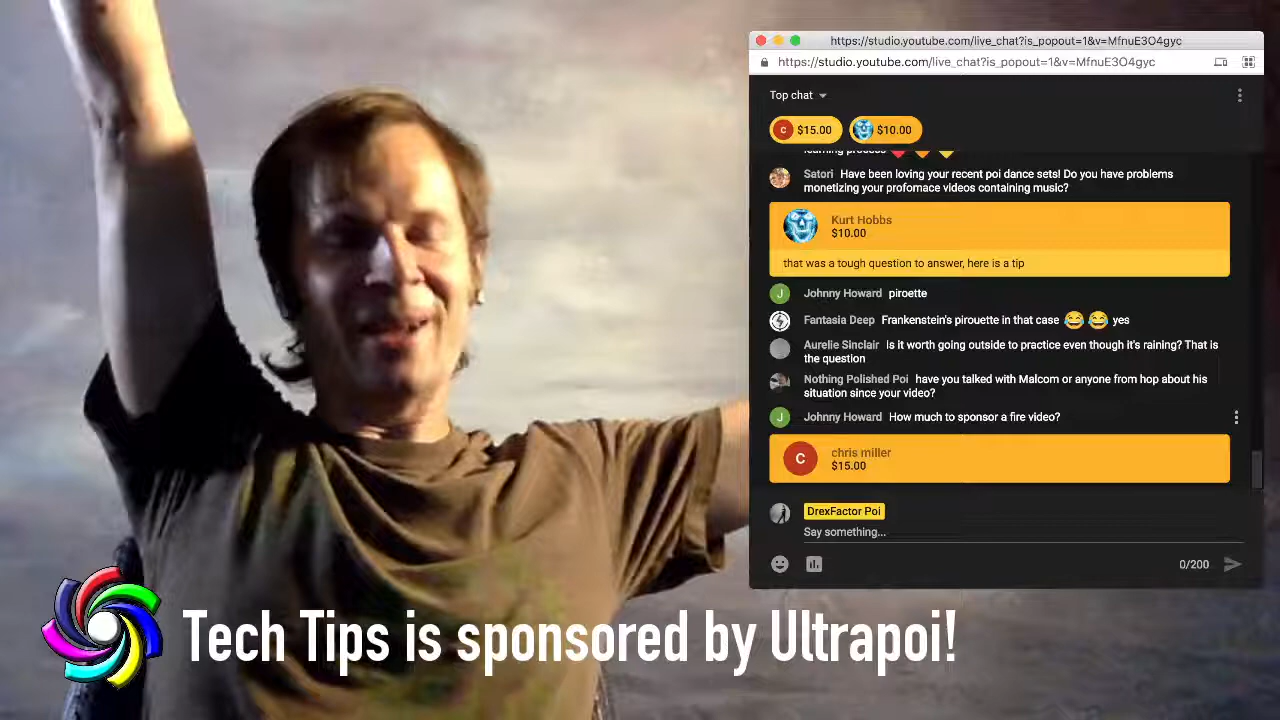 https://studio.youtube.com/live_chat?is_popout=1&v=MfnuE3O4gyc
https://studio.youtube.com/live_chat?is_popout=1&v=MfnuE3O4gyc
Top chat
C $15.00 $10.00
learning process
Satori Have been loving your recent poi dance sets! Do you have problems
monetizing your profomace videos containing music?
Kurt Hobbs
$10.00
that was a tough question to answer, here is a tip
J Johnny Howard piroette
Fantasia Deep Frankenstein's pirouette in that case 😂 😂 yes
Aurelie Sinclair Is it worth going outside to practice even though it's raining? That is
the question
Nothing Polished Poi have you talked with Malcom or anyone from hop about his
situation since your video?
J Johnny Howard How much to sponsor a fire video?
C chris miller
$15.00
DrexFactor Poi
Say something...
0/200
Tech Tips is sponsored by Ultrapoi!